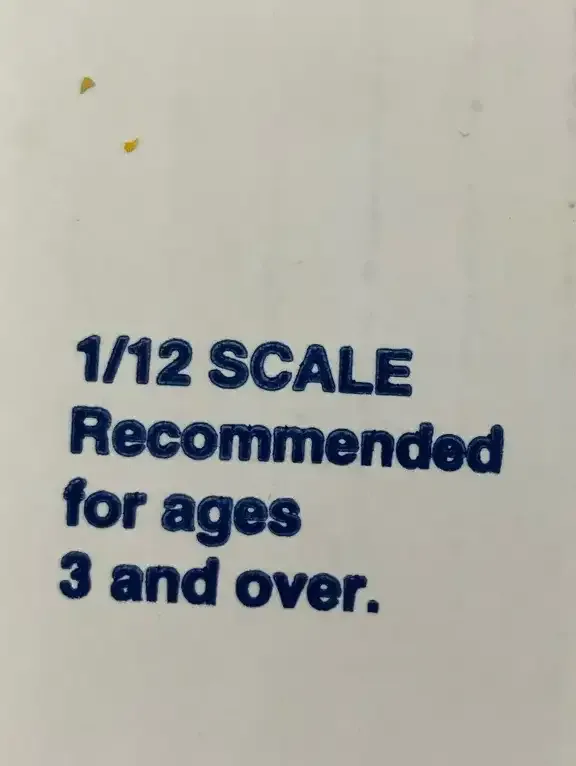 1/12 SCALE
Recommended
for ages
3 and over.